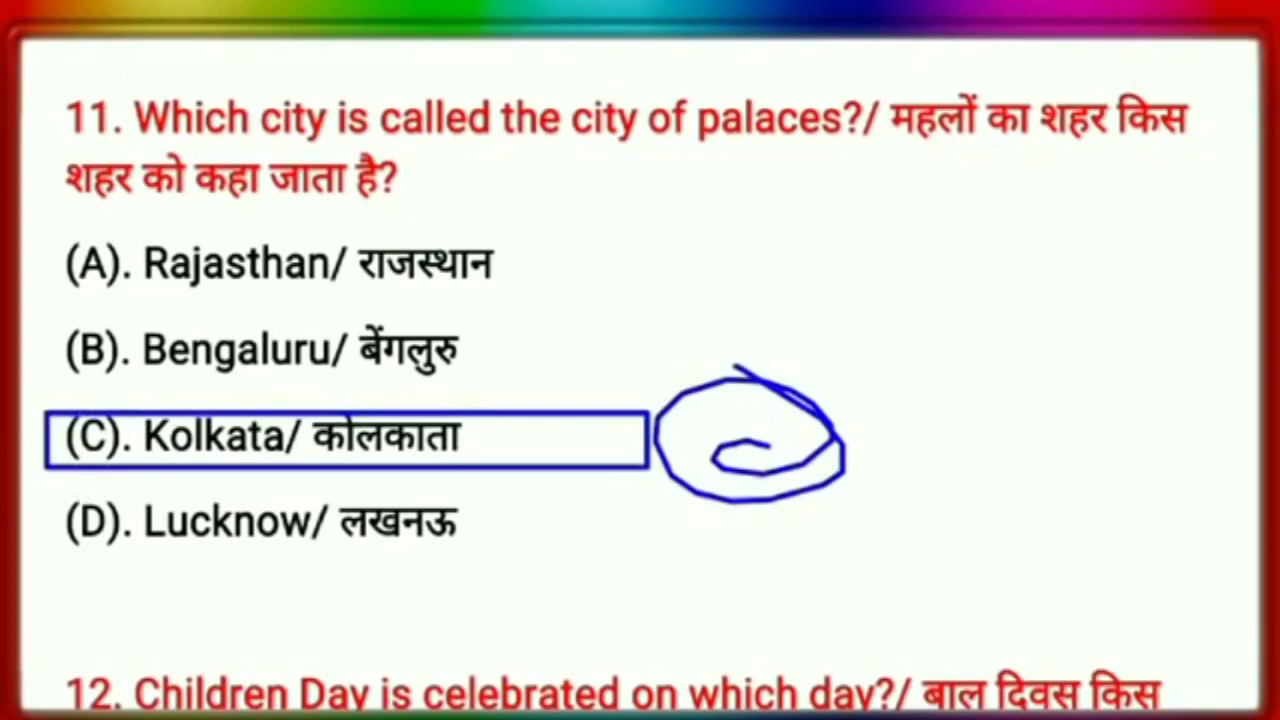 11. Which city is called the city of palaces?/ महलों का शहर किस
शहर को कहा जाता है?
(A). Rajasthan/ राजस्थान
(B). Bengaluru/ बेंगलुरु
(C). Kolkata/ कोलकाता
(D). Lucknow/ लखनऊ
12. Children Day is celebrated on which day?/ बाल दिवस किस